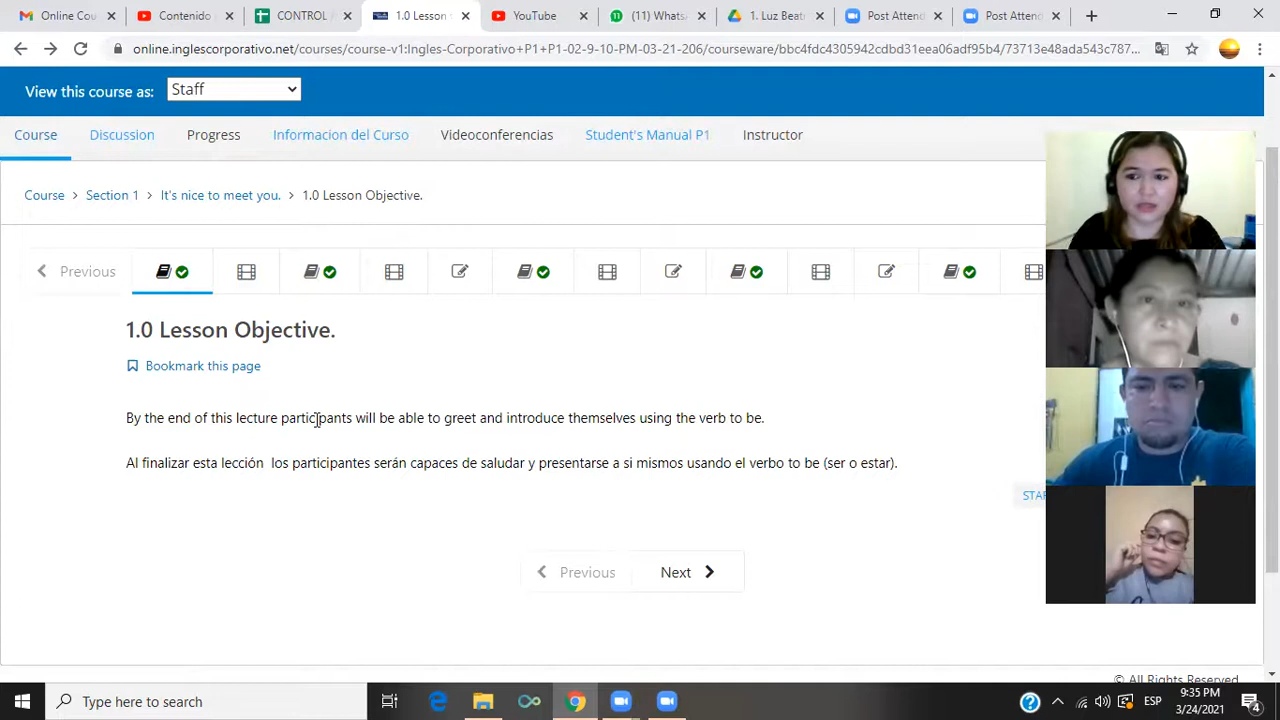 Online Cou
Contenido
CONTROL /
1.0 Lesson
YouTube
(11) Whats
1. Luz Beat
Post Attend
Post Attend
online.inglescorporativo.net/courses/course-v1:Ingles-Corporativo+P1+P1-02-9-10-PM-03-21-206/courseware/bbc4fdc4305942cdbd31eea06adf95b4/73713e48ada543c787...
View this course as: Staff
Course Discussion Progress Informacion del Curso Videoconferencias Student's Manual P1 Instructor
Course > Section 1 > It's nice to meet you. > 1.0 Lesson Objective.
Previous
1.0 Lesson Objective.
Bookmark this page
By the end of this lecture participants will be able to greet and introduce themselves using the verb to be.
Al finalizar esta lección los participantes serán capaces de saludar y presentarse a si mismos usando el verbo to be (ser o estar).
Previous Next
© All Rights
Type here to search
ESP
9:35 PM
3/24/2021
4